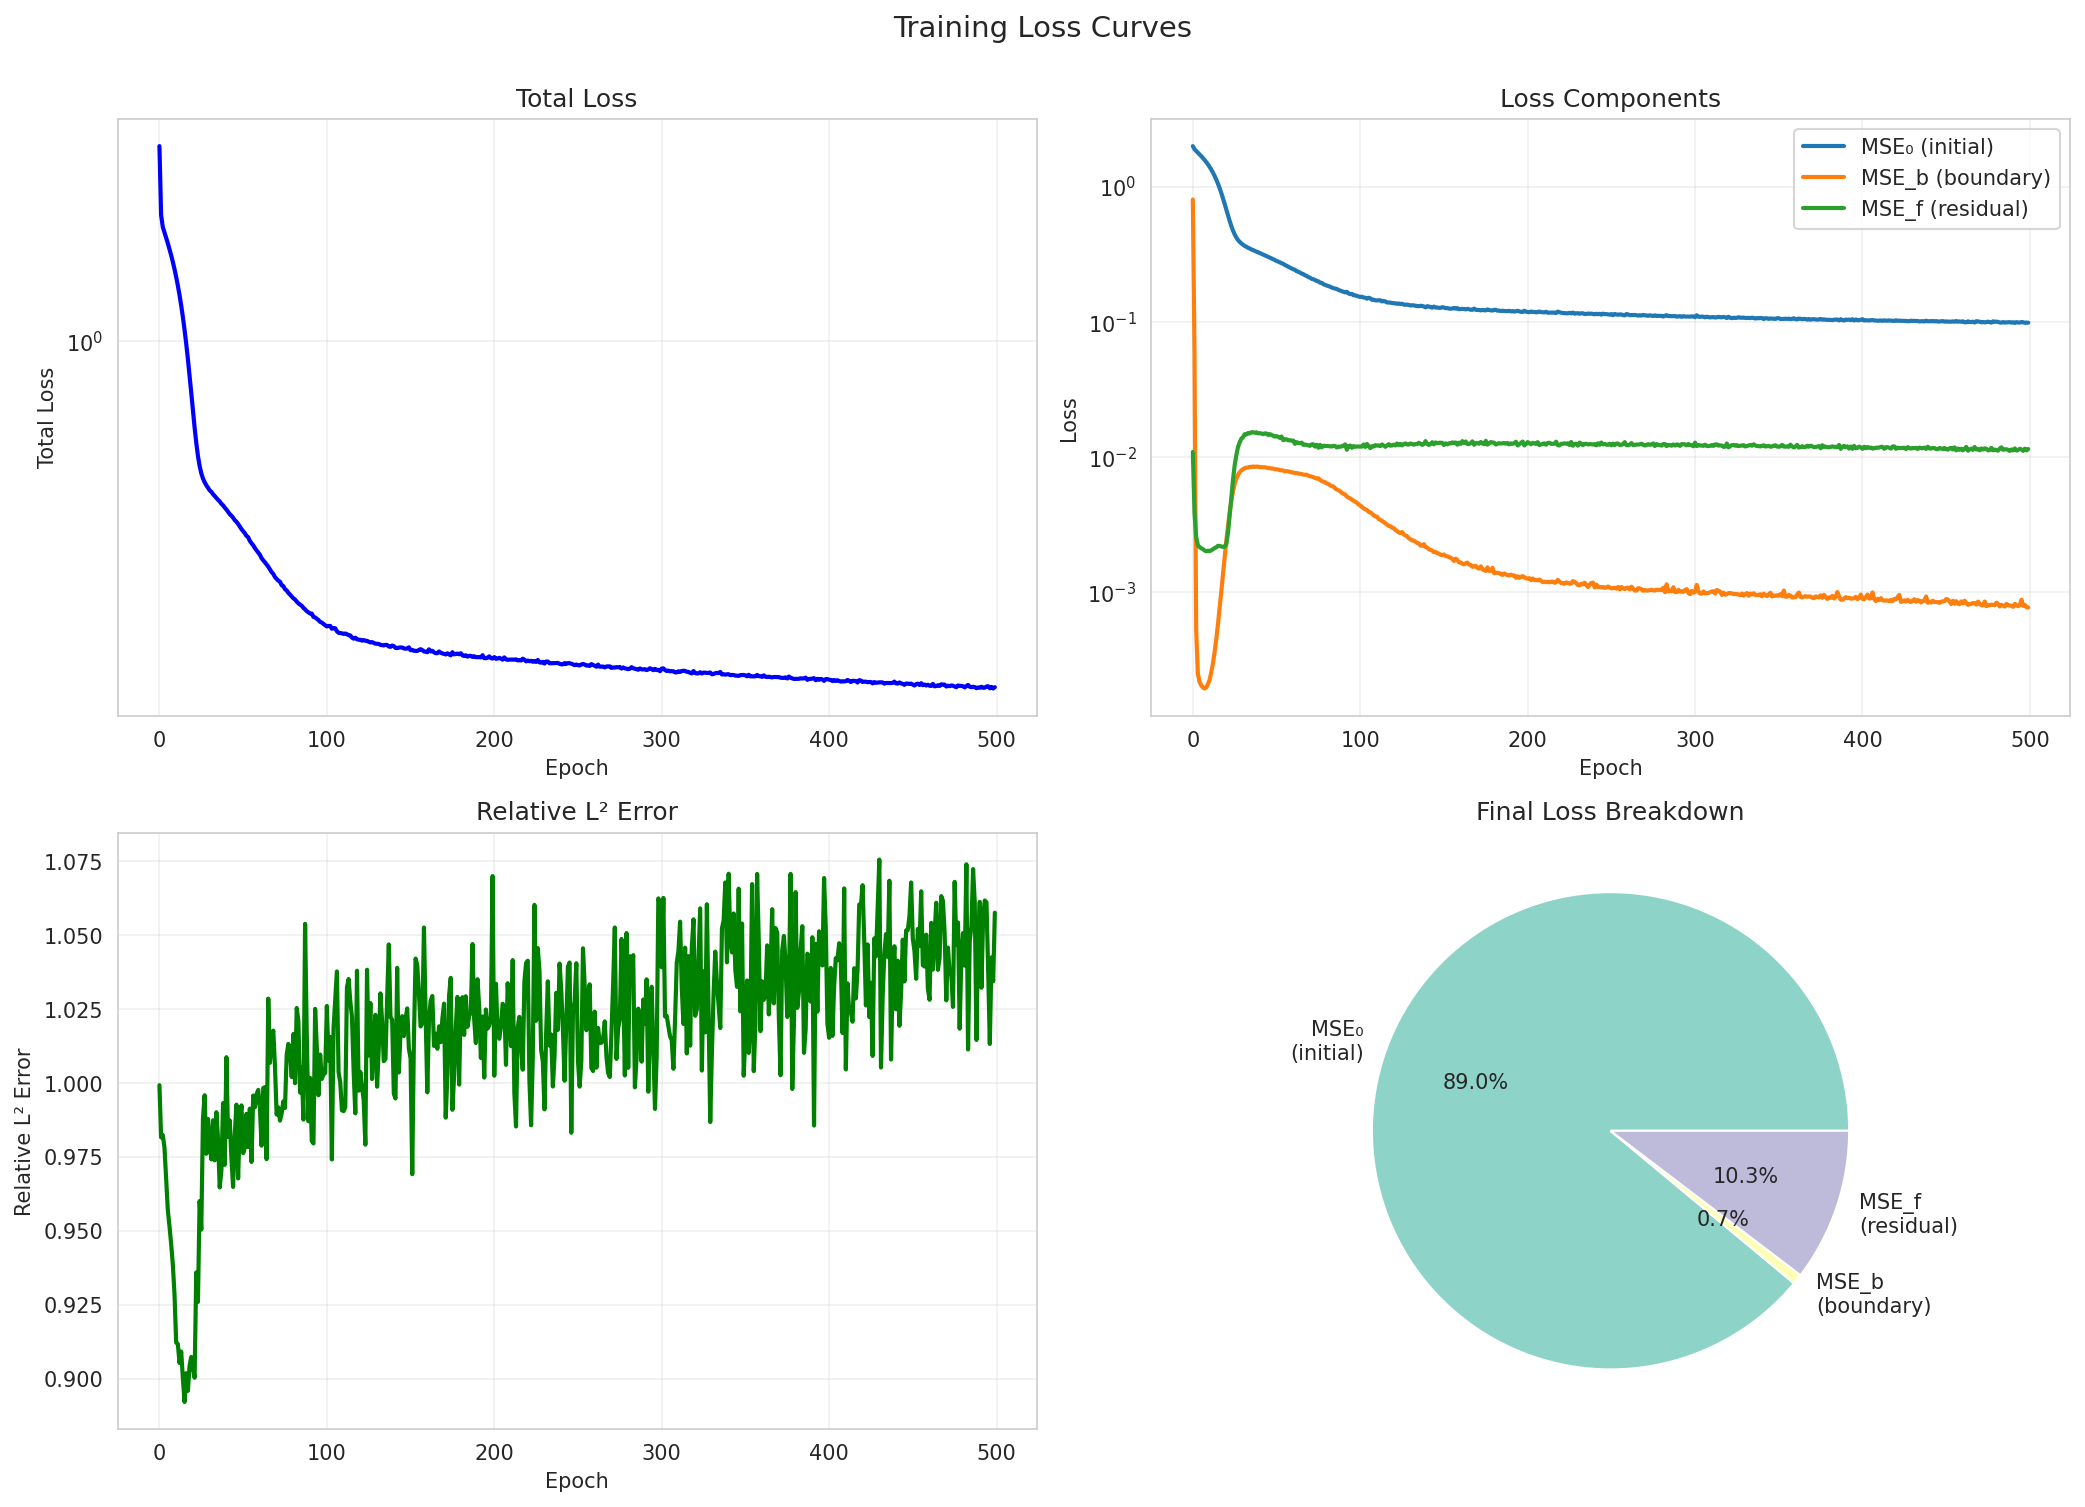 Training Loss Curves
Total Loss
10⁰
Total Loss
0 100 200 300 400 500
Epoch
Loss Components
MSE₀ (initial)
MSE_b (boundary)
MSE_f (residual)
10⁰
10⁻¹
10⁻²
10⁻³
Loss
0 100 200 300 400 500
Epoch
Relative L² Error
1.075
1.050
1.025
1.000
0.975
0.950
0.925
0.900
Relative L² Error
0 100 200 300 400 500
Epoch
Final Loss Breakdown
MSE₀
(initial)
89.0%
10.3%
MSE_f
(residual)
0.7%
MSE_b
(boundary)